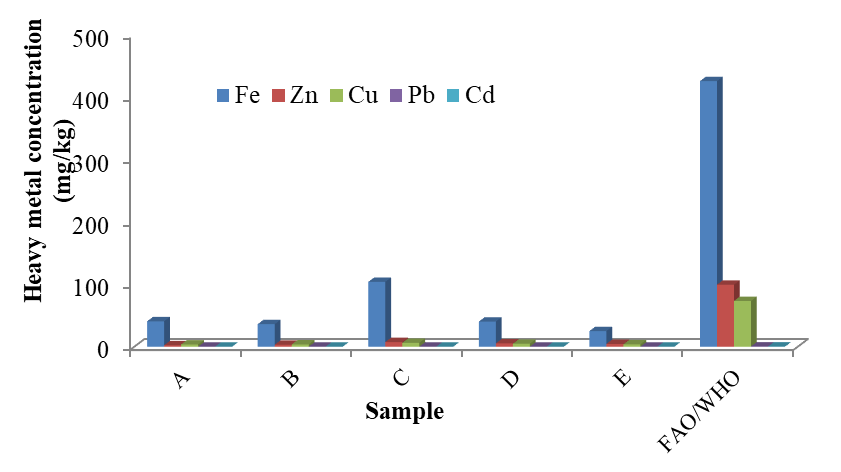 Heavy metal concentration
(mg/kg)
500
400
300
200
100
0
Fe Zn Cu Pb Cd
A B C D E FAO/WHO
Sample